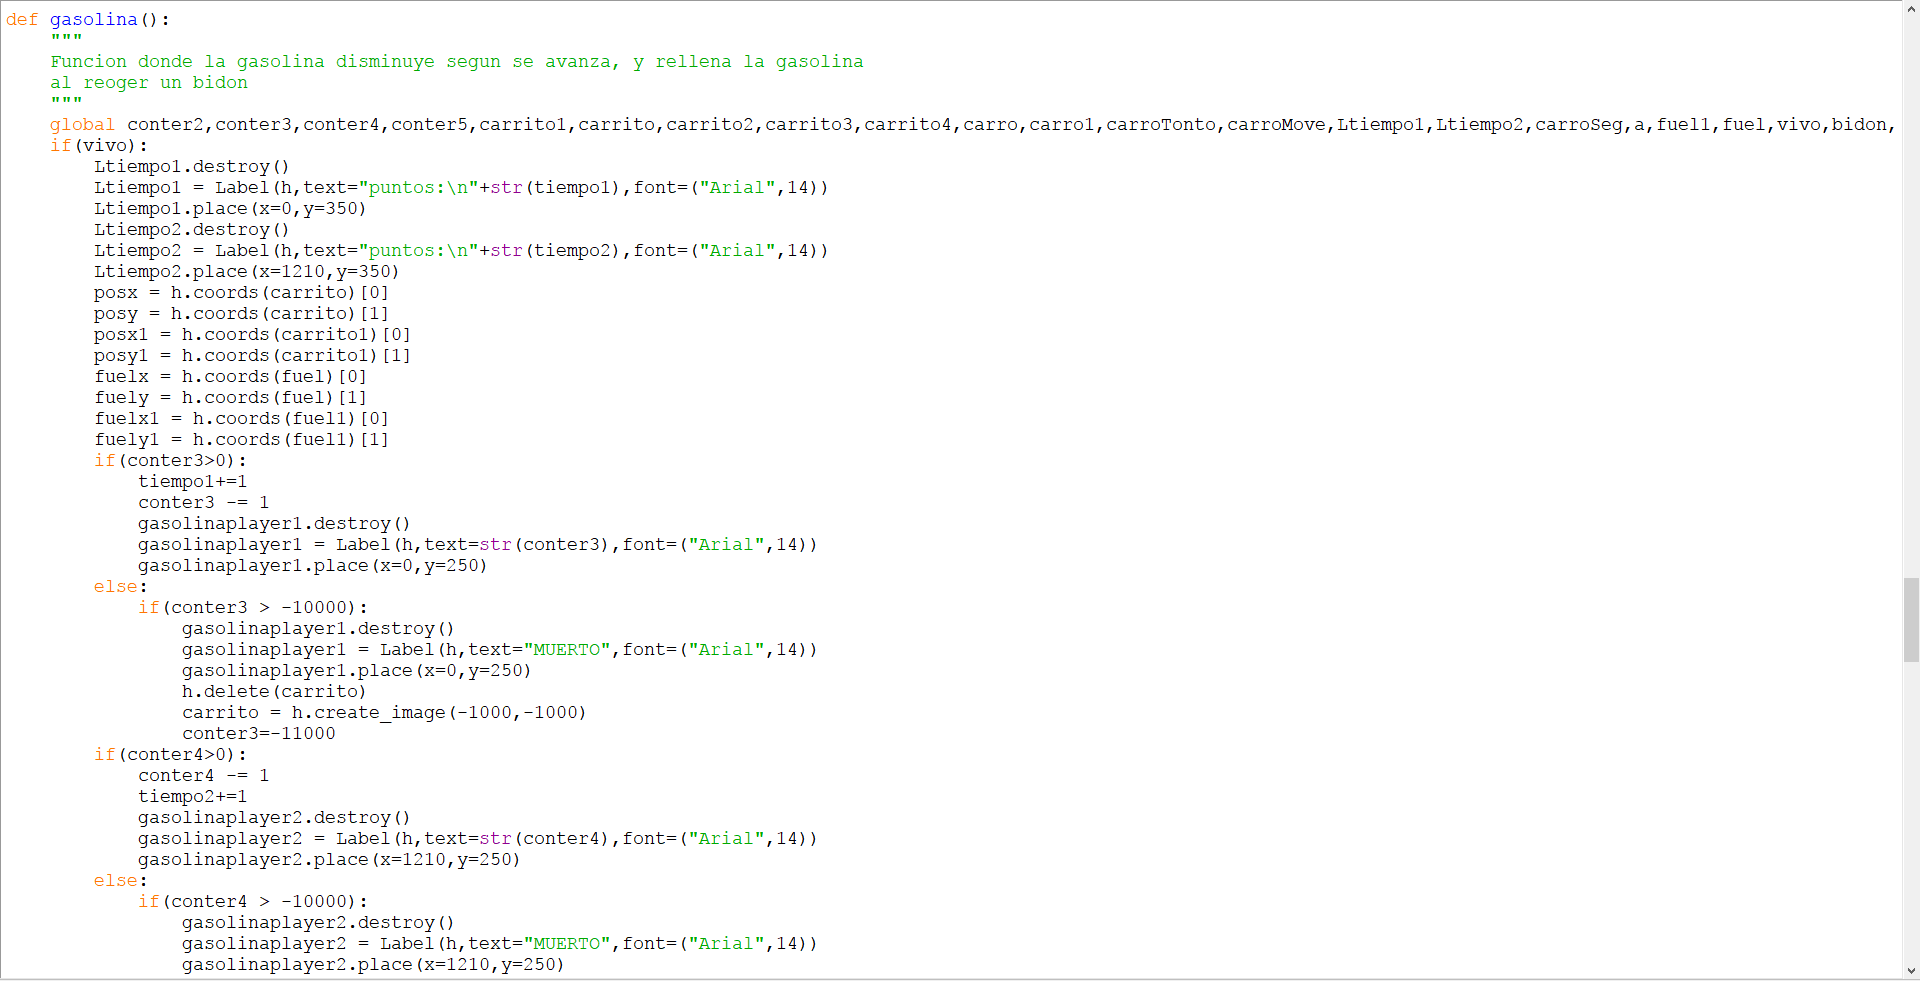 def gasolina():
    """
    Funcion donde la gasolina disminuye segun se avanza, y rellena la gasolina
    al reoger un bidon
    """
    global conter2,conter3,conter4,conter5,carrito1,carrito,carrito2,carrito3,carrito4,carro,carro1,carroTonto,carroMove,Ltiempo1,Ltiempo2,carroSeg,a,fuel1,fuel,vivo,bidon,
    if(vivo):
        Ltiempo1.destroy()
        Ltiempo1 = Label(h,text="puntos:\n"+str(tiempo1),font=("Arial",14))
        Ltiempo1.place(x=0,y=350)
        Ltiempo2.destroy()
        Ltiempo2 = Label(h,text="puntos:\n"+str(tiempo2),font=("Arial",14))
        Ltiempo2.place(x=1210,y=350)
        posx = h.coords(carrito)[0]
        posy = h.coords(carrito)[1]
        posx1 = h.coords(carrito1)[0]
        posy1 = h.coords(carrito1)[1]
        fuelx = h.coords(fuel)[0]
        fuely = h.coords(fuel)[1]
        fuelx1 = h.coords(fuel1)[0]
        fuely1 = h.coords(fuel1)[1]
        if(conter3>0):
            tiempo1+=1
            conter3 -= 1
            gasolinaplayer1.destroy()
            gasolinaplayer1 = Label(h,text=str(conter3),font=("Arial",14))
            gasolinaplayer1.place(x=0,y=250)
        else:
            if(conter3 > -10000):
                gasolinaplayer1.destroy()
                gasolinaplayer1 = Label(h,text="MUERTO",font=("Arial",14))
                gasolinaplayer1.place(x=0,y=250)
                h.delete(carrito)
                carrito = h.create_image(-1000,-1000)
                conter3=-11000
        if(conter4>0):
            conter4 -= 1
            tiempo2+=1
            gasolinaplayer2.destroy()
            gasolinaplayer2 = Label(h,text=str(conter4),font=("Arial",14))
            gasolinaplayer2.place(x=1210,y=250)
        else:
            if(conter4 > -10000):
                gasolinaplayer2.destroy()
                gasolinaplayer2 = Label(h,text="MUERTO",font=("Arial",14))
                gasolinaplayer2.place(x=1210,y=250)